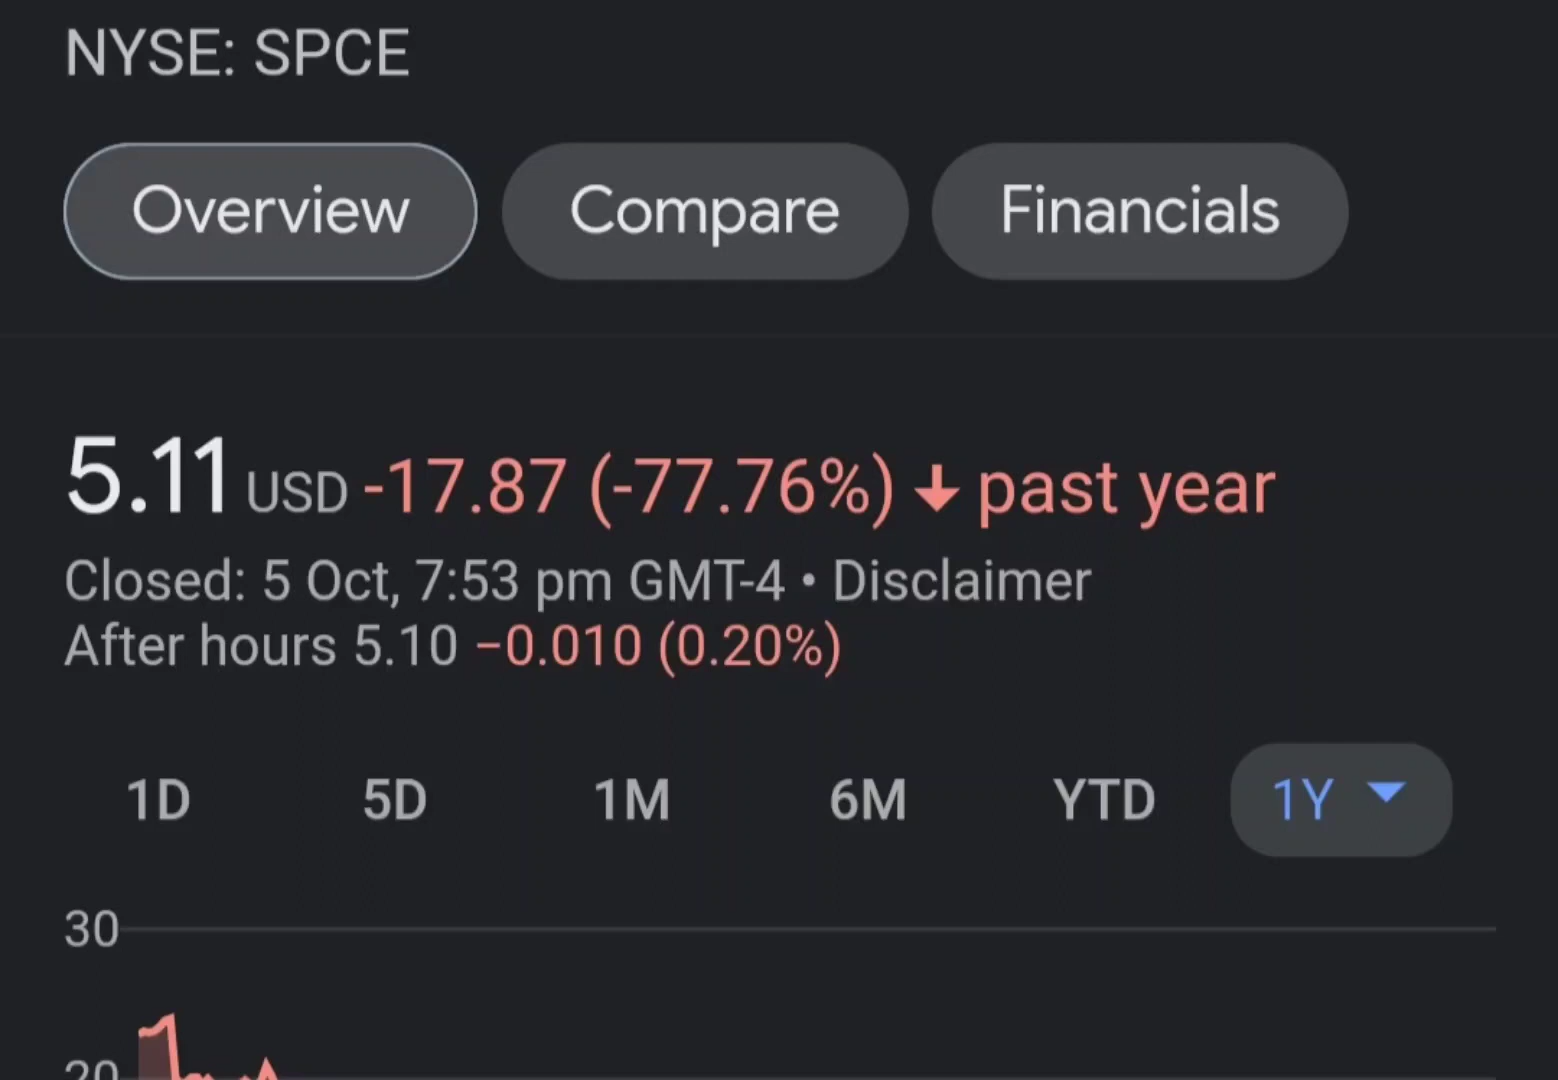 NYSE: SPCE
Overview Compare Financials
5.11 USD -17.87 (-77.76%) ↓ past year
Closed: 5 Oct, 7:53 pm GMT-4 • Disclaimer
After hours 5.10 −0.010 (0.20%)
1D 5D 1M 6M YTD 1Y
30
20